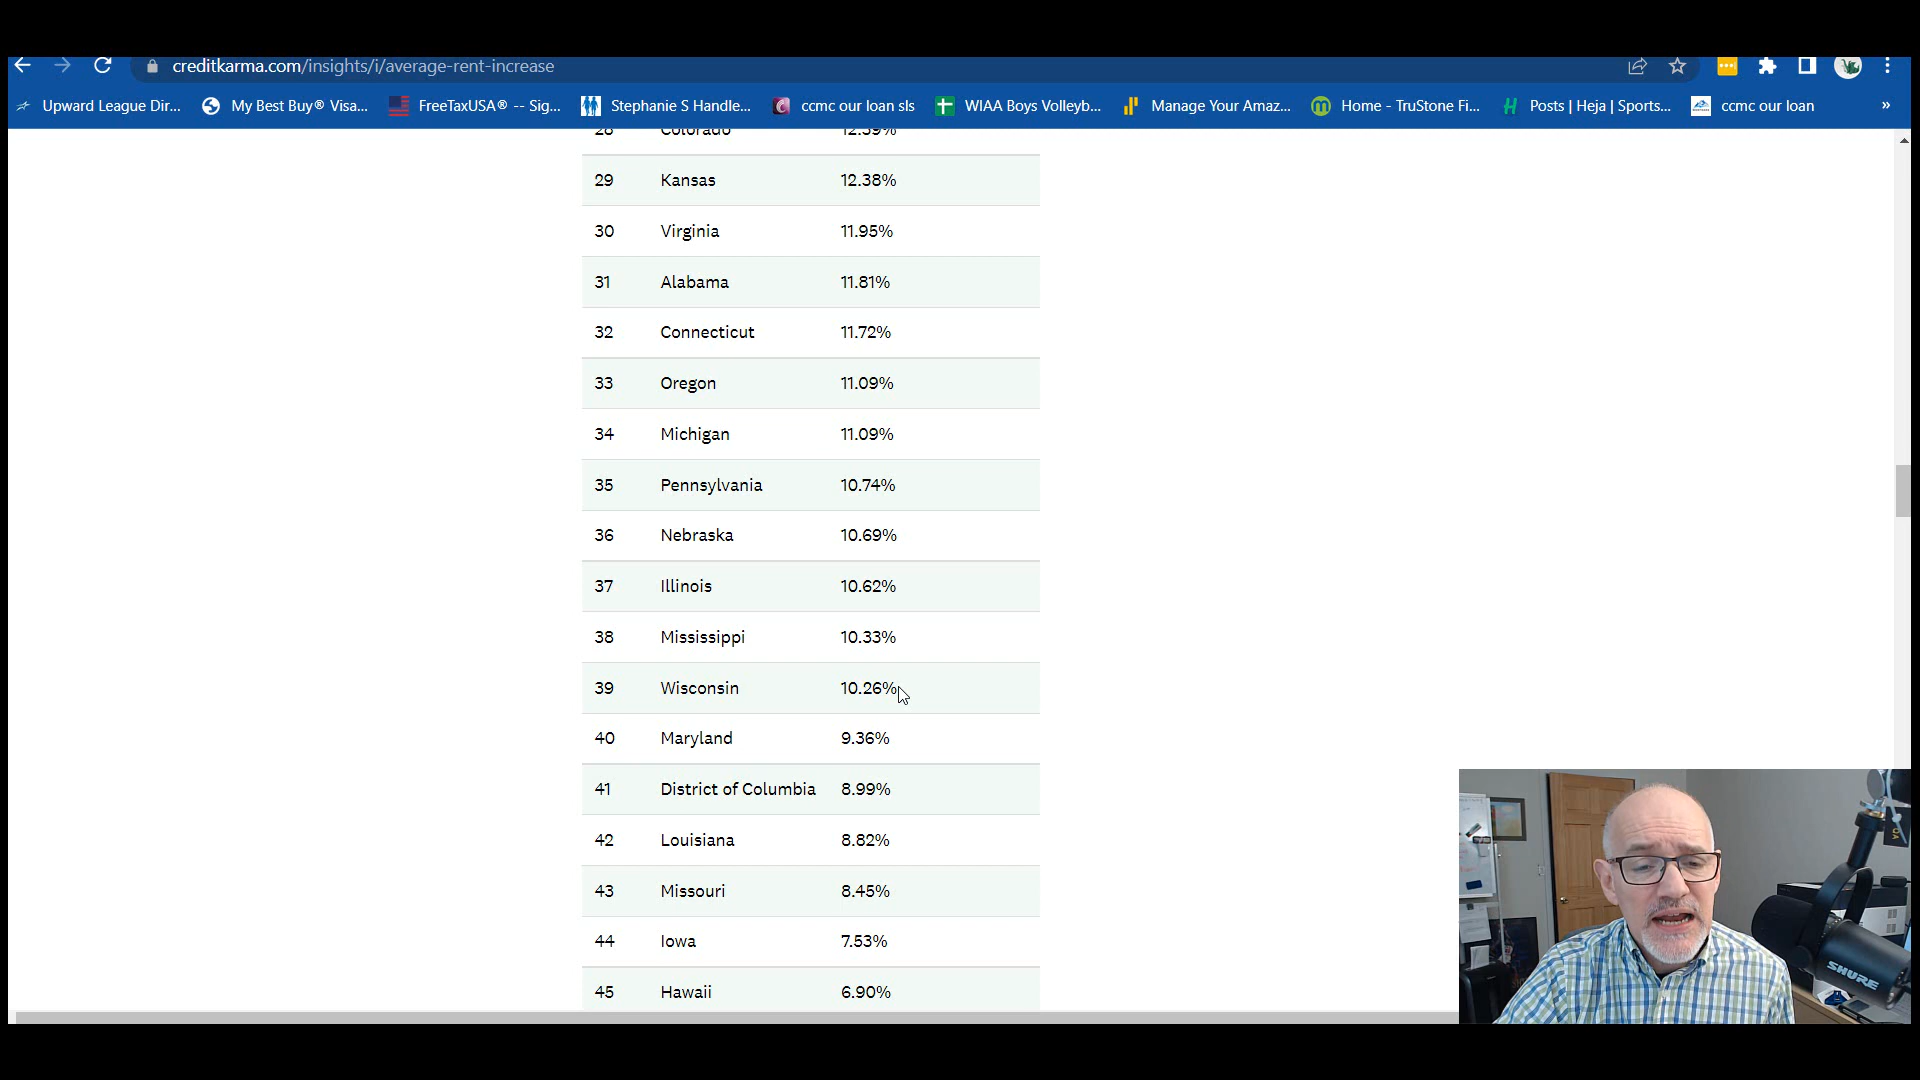 creditkarma.com/insights/i/average-rent-increase
Upward League Dir... My Best Buy® Visa... FreeTaxUSA® -- Sig... Stephanie S Handle... ccmc our loan sls WIAA Boys Volleyb... Manage Your Amaz... Home - TruStone Fi... Posts | Heja | Sports... ccmc our loan »
28 Colorado 12.59%
29 Kansas 12.38%
30 Virginia 11.95%
31 Alabama 11.81%
32 Connecticut 11.72%
33 Oregon 11.09%
34 Michigan 11.09%
35 Pennsylvania 10.74%
36 Nebraska 10.69%
37 Illinois 10.62%
38 Mississippi 10.33%
39 Wisconsin 10.26%
40 Maryland 9.36%
41 District of Columbia 8.99%
42 Louisiana 8.82%
43 Missouri 8.45%
44 Iowa 7.53%
45 Hawaii 6.90%
SHURE